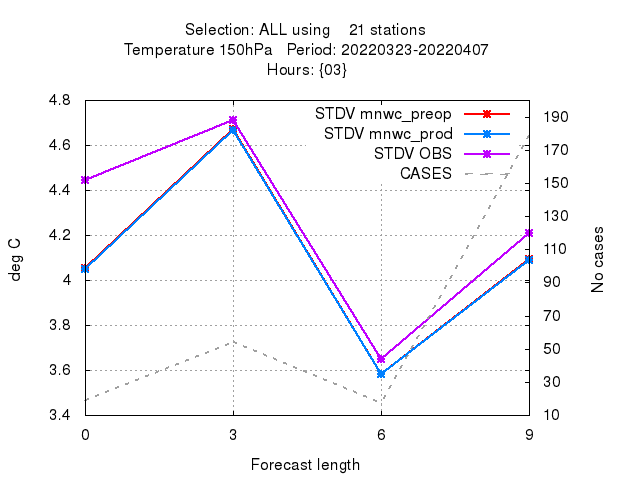 Selection: ALL using    21 stations
Temperature 150hPa   Period: 20220323-20220407
Hours: {03}
STDV mnwc_preop
STDV mnwc_prod
STDV OBS
CASES
4.8
4.6
4.4
4.2
4
3.8
3.6
3.4
deg C
190
170
150
130
110
90
70
50
30
10
No cases
0 3 6 9
Forecast length